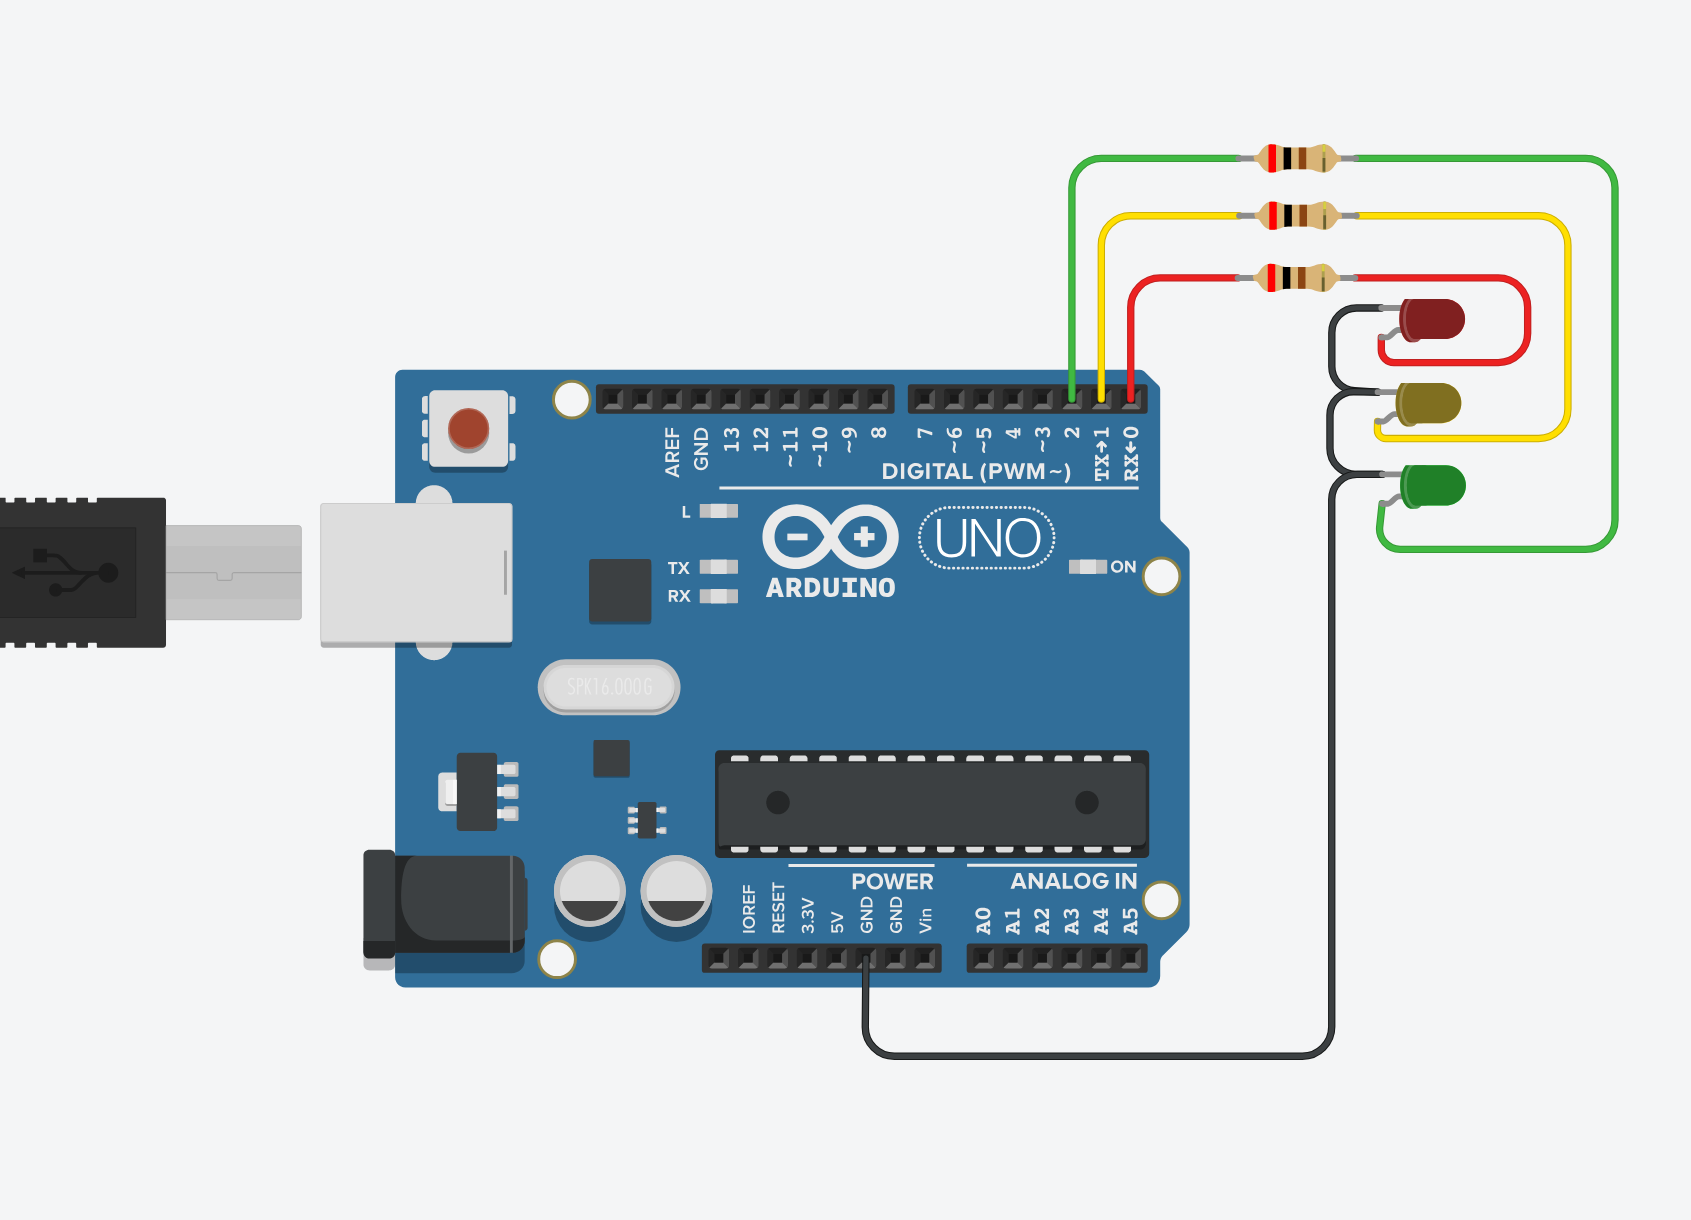 AREF
GND
13
12
~11
~10
~9
8
7
~6
~5
4
~3
2
TX→1
RX←0
DIGITAL (PWM~)
L
TX
RX
ARDUINO
UNO
ON
SPK16.000G
POWER
ANALOG IN
IOREF
RESET
3.3V
5V
GND
GND
Vin
A0
A1
A2
A3
A4
A5